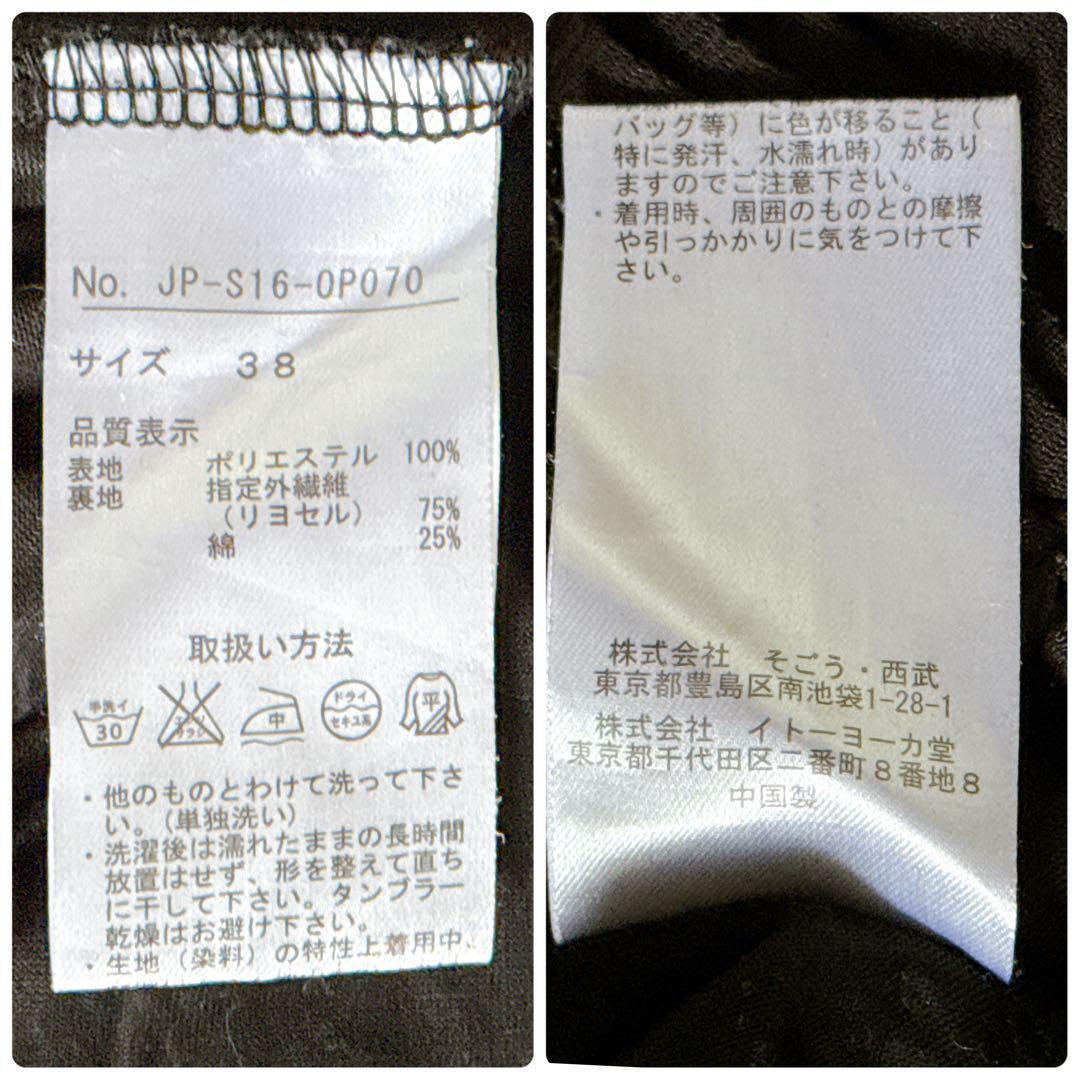 No. JP-S16-0P070
サイズ 38
品質表示
表地 ポリエステル 100%
裏地 指定外繊維
(リヨセル) 75%
綿 25%
取扱い方法
手洗イ 30
エンソサラシ
中
ドライ セキユ系
平
・他のものとわけて洗って下さ
い。(単独洗い)
・洗濯後は濡れたままの長時間
放置はせず、形を整えて直ち
に干して下さい。タンブラー
乾燥はお避け下さい。
・生地(染料)の特性上着用中、
バッグ等)に色が移ること(
特に発汗、水濡れ時)があり
ますのでご注意下さい。
・着用時、周囲のものとの摩擦
や引っかかりに気をつけて下
さい。
株式会社 そごう・西武
東京都豊島区南池袋1-28-1
株式会社 イトーヨーカ堂
東京都千代田区二番町8番地8
中国製